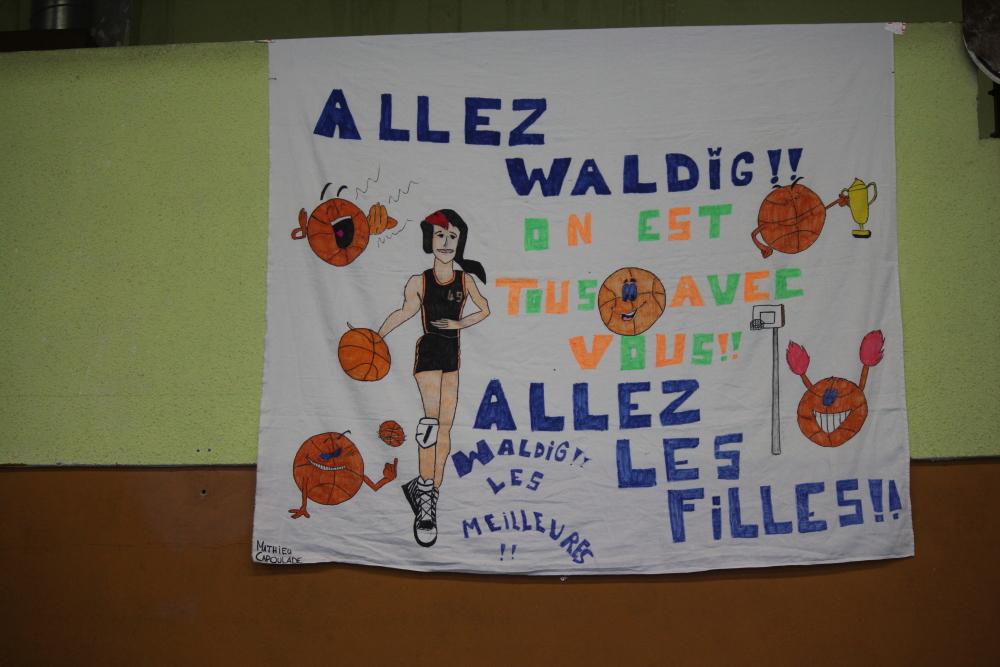 ALLEZ
WALDiG!!
ON EST
TOUS AVEC
VOUS!!
ALLEZ
LES
FiLLES!!
WALDiG!!
LES
MEiLLEURES
!!
49
MATHiEU
CAPOULADE